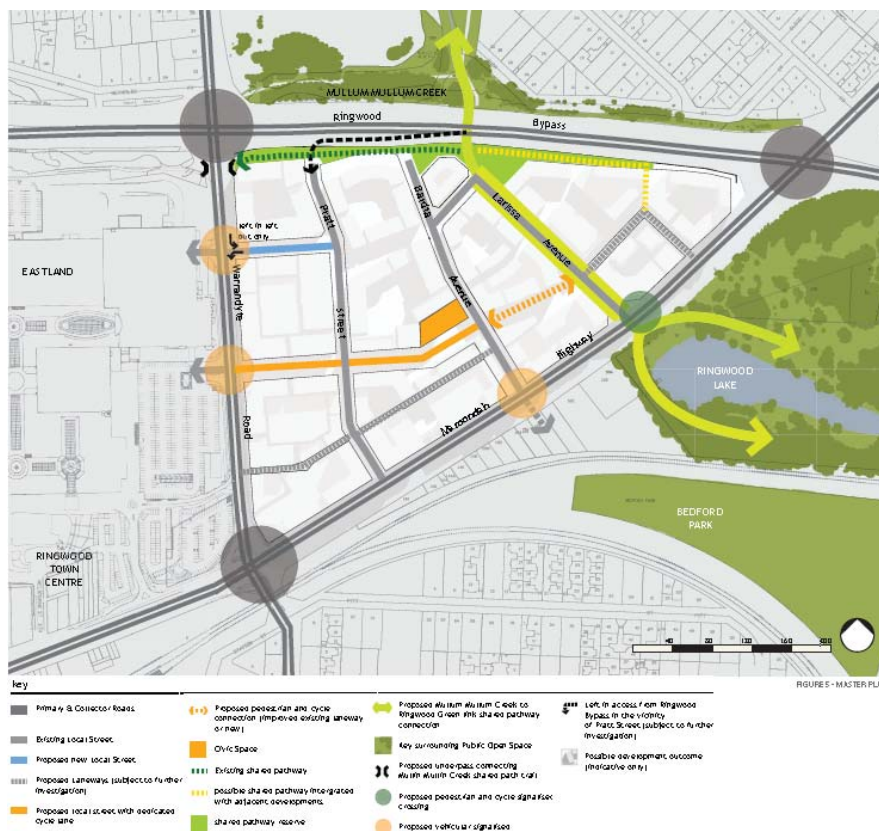 MULLUM MULLUM CREEK
Ringwood
Bypass
Pratt
Bardia
Larissa
left in left
out only
Avenue
EASTLAND
Warrandyte
Street
Avenue
Highway
RINGWOOD
LAKE
Maroondah
Road
BEDFORD
PARK
RINGWOOD
TOWN
CENTRE
40 80 120 160 200
key
FIGURE 5 - MASTER PL
Primary & Collector Roads
Existing Local Street
Proposed new Local Street
Proposed Laneways (subject to further
investigation)
Proposed local street with dedicated
cycle lane
Proposed pedestrian and cycle
connection (improved existing laneway
or new)
Civic Space
Existing shared pathway
possible shared pathway intergrated
with adjacent developments
shared pathway reserve
Proposed Mullum Mullum Creek to
Ringwood Green link shared pathway
connection
Key surrounding Public Open Space
Proposed underpass connecting
Mullum Mullum Creek shared path trail
Proposed pedestrian and cycle signalised
crossing
Proposed vehicular signalised
Left in access from Ringwood
Bypass in the vicinity
of Pratt Street (subject to further
investigation)
Possible development outcome
(indicative only)